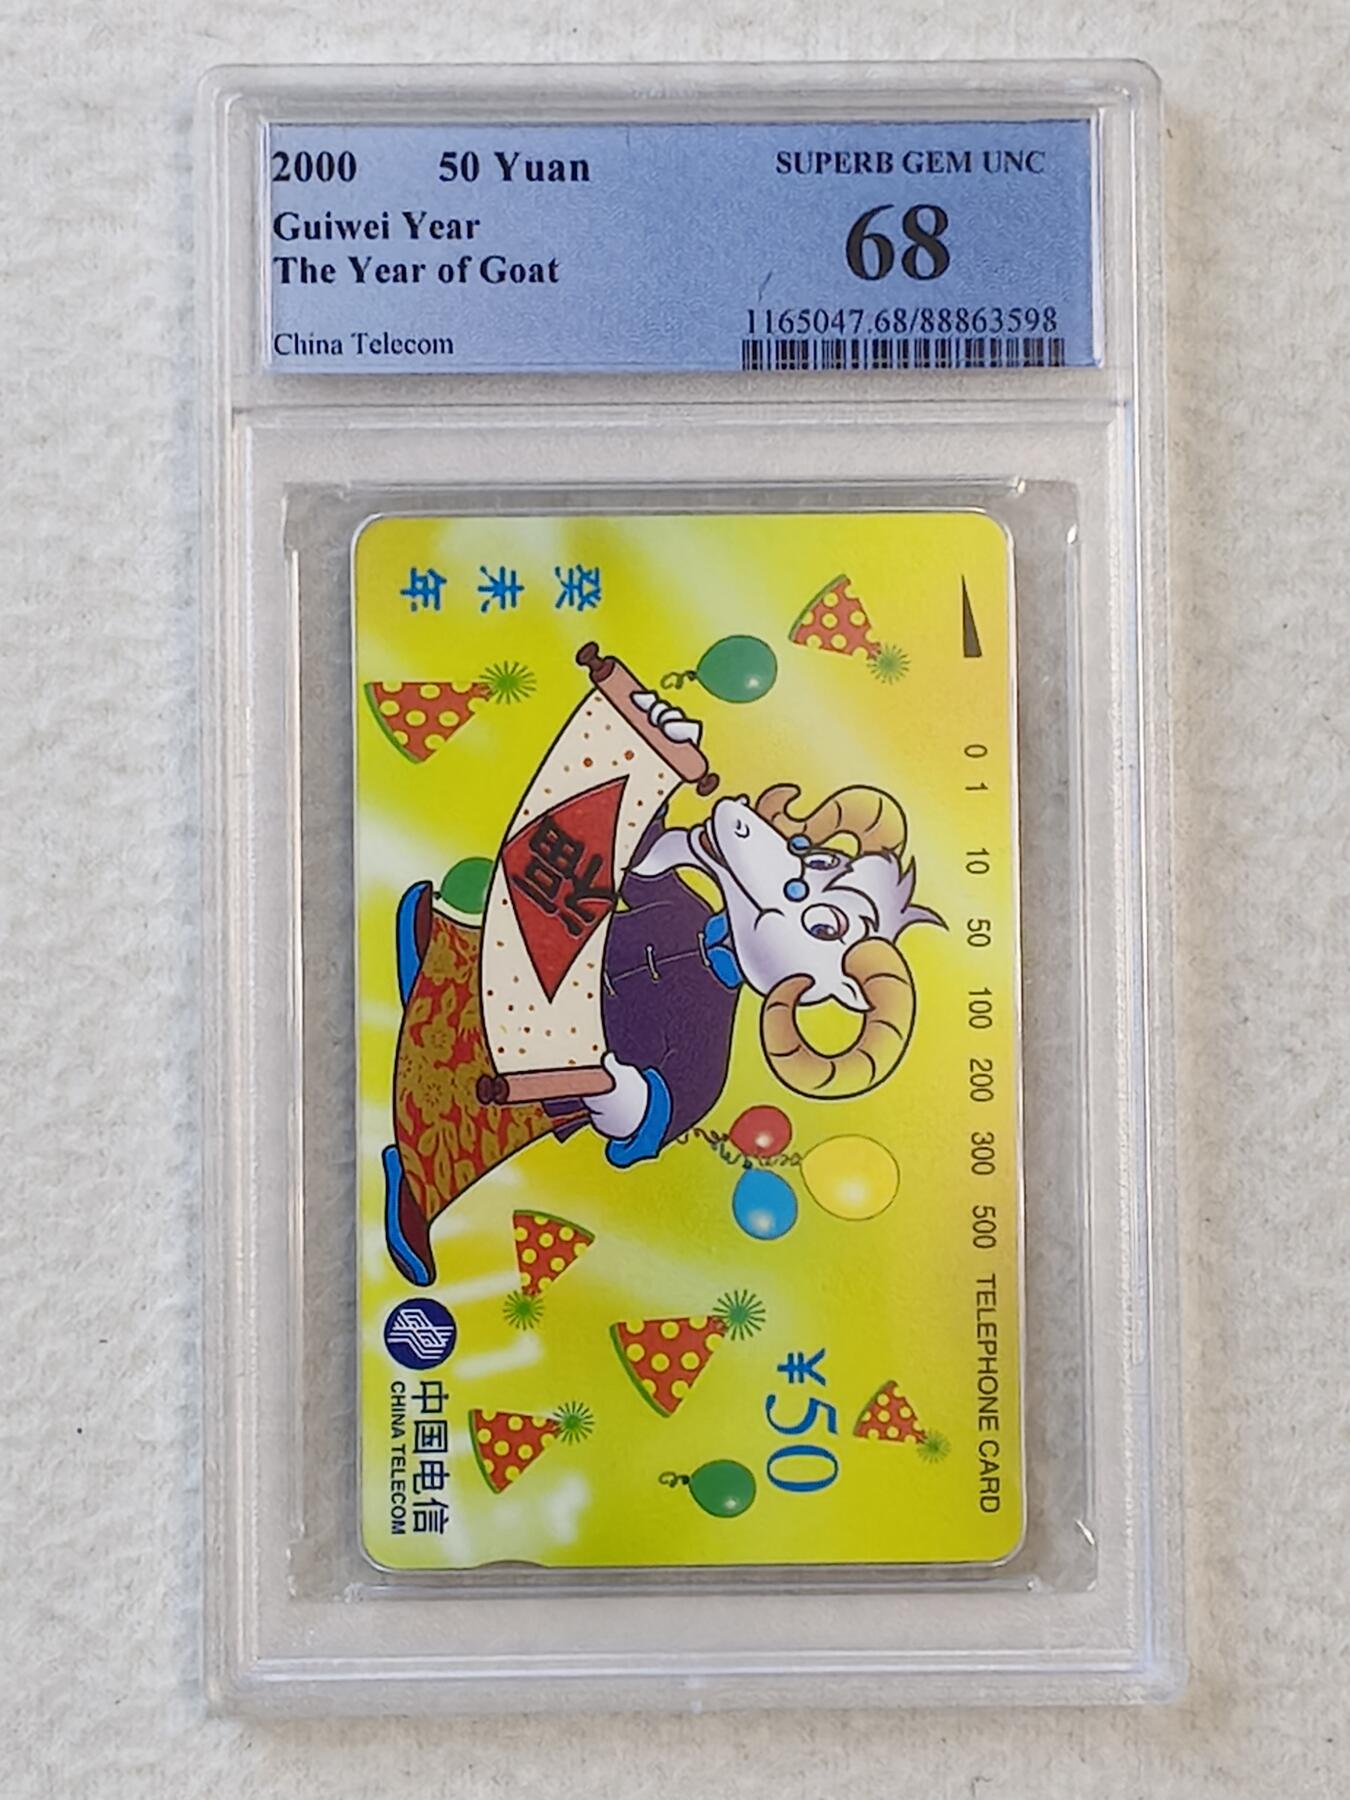 2000 50 Yuan
SUPERB GEM UNC
Guiwei Year
68
The Year of Goat
1165047.68/88863598
China Telecom
癸未年
福
0 1 10 50 100 200 300 500 TELEPHONE CARD
¥50
中国电信
CHINA TELECOM